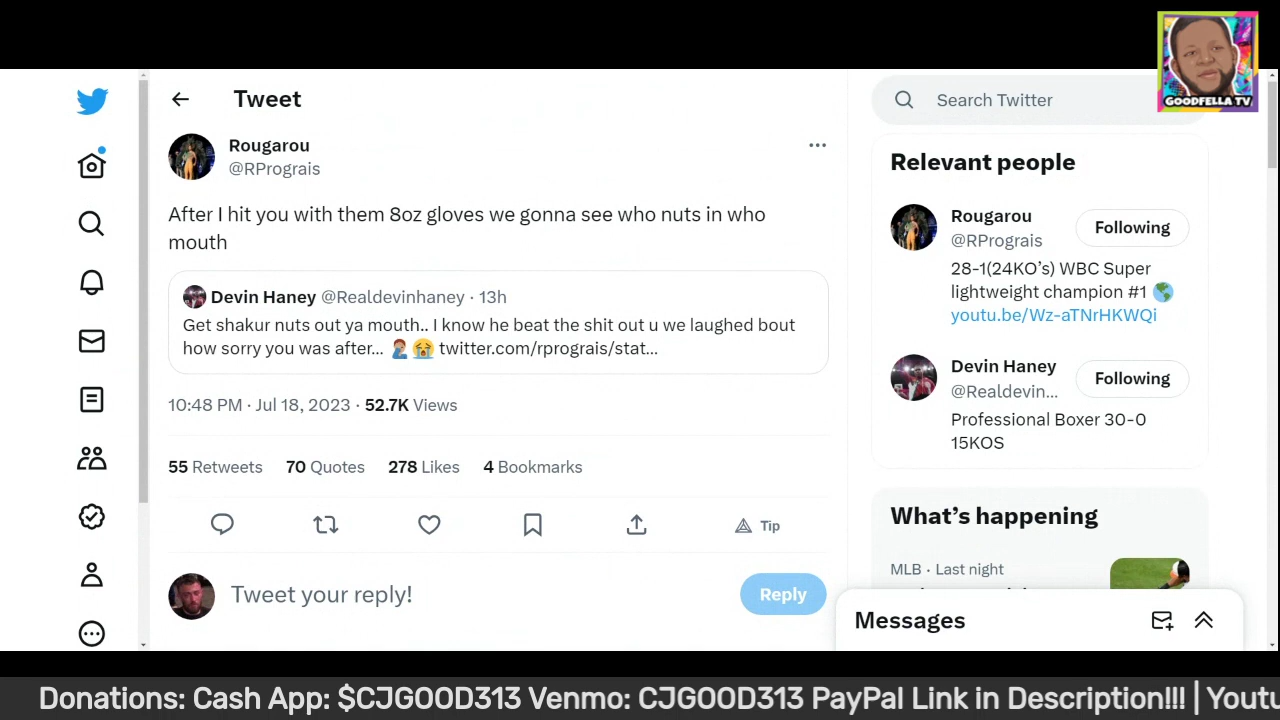 GOODFELLA TV
Tweet
Search Twitter
Rougarou
@RPrograis
After I hit you with them 8oz gloves we gonna see who nuts in who
mouth
Devin Haney @Realdevinhaney · 13h
Get shakur nuts out ya mouth.. I know he beat the shit out u we laughed bout
how sorry you was after... 🤦🏽‍♂️😭 twitter.com/rprograis/stat...
10:48 PM · Jul 18, 2023 · 52.7K Views
55 Retweets 70 Quotes 278 Likes 4 Bookmarks
Tip
Tweet your reply!
Reply
Relevant people
Rougarou
@RPrograis
Following
28-1(24KO’s) WBC Super
lightweight champion #1 🌎
youtu.be/Wz-aTNrHKWQi
Devin Haney
@Realdevin...
Following
Professional Boxer 30-0
15KOS
What’s happening
MLB · Last night
Messages
Donations: Cash App: $CJGOOD313 Venmo: CJGOOD313 PayPal Link in Description!!! | Youtu